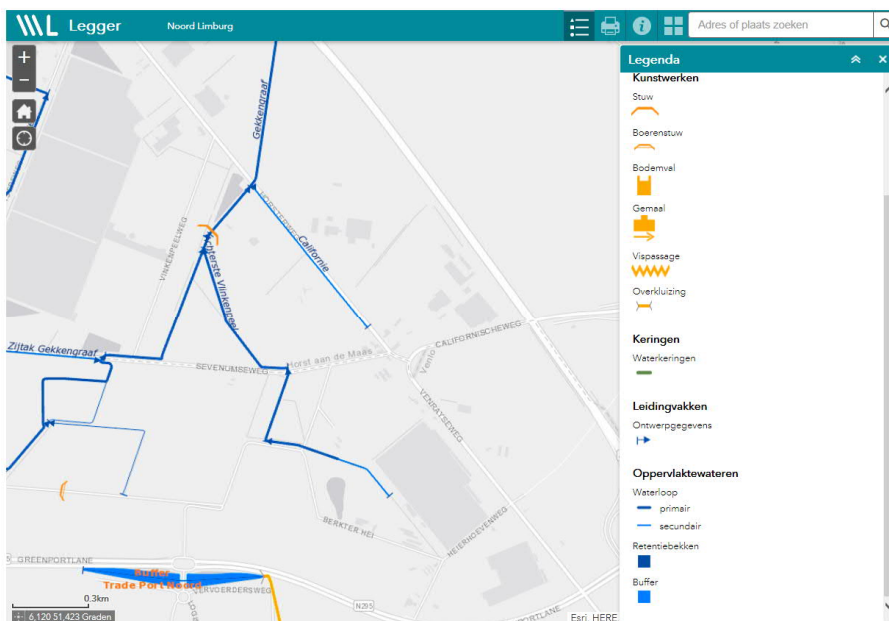 WL Legger Noord Limburg Adres of plaats zoeken
Legenda
Kunstwerken
Stuw
Boerenstuw
Bodemval
Gemaal
Vispassage
Overkluizing
Keringen
Waterkeringen
Leidingvakken
Ontwerpgegevens
Oppervlaktewateren
Waterloop
primair
secundair
Retentiebekken
Buffer
+
−
Gekkengraaf
HORSTERWEG
VINKENPEELWEG
Californie
Achterste Vlinkenpeel
CALIFORNISCHEWEG
Zijtak Gekkengraaf
Horst aan de Maas
Venlo
SEVENUMSEWEG
VENRAYSEWEG
BERKTER HEI
HEIERHOEVENWEG
GREENPORTLANE
Buffer
Trade Port Noord
VERVOERDERSWEG
N295
0.3km
6,120 51,423 Graden
Esri, HERE